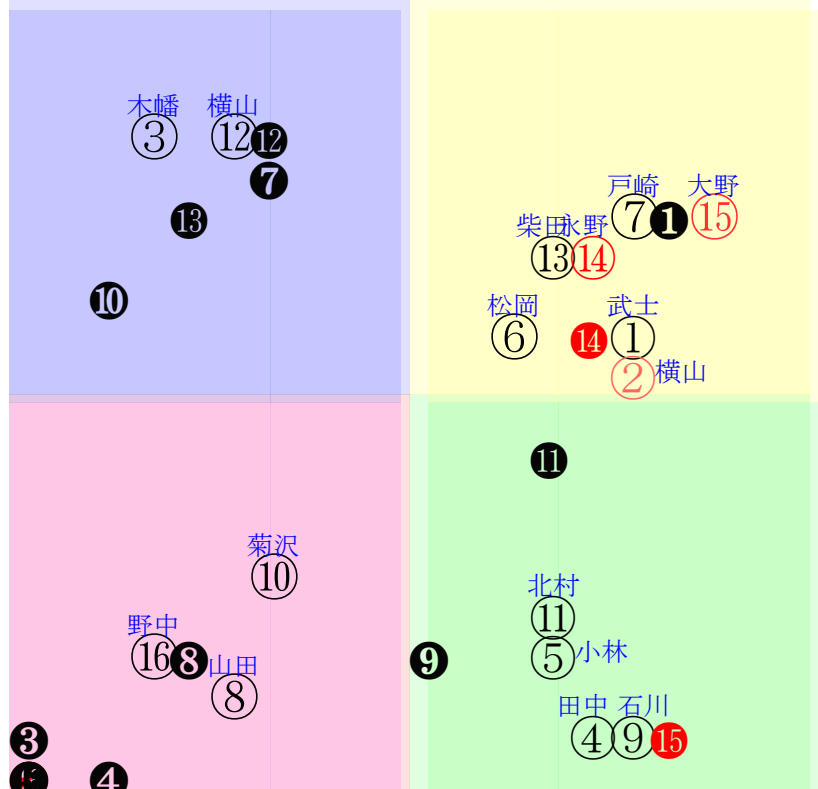 木幡 横山
③ ⑫ ⓬
❼
⓭
❿
戸崎 大野
⑦ ❶ ⑮
柴田 永野
⑬ ⑭
松岡 武士
⑥ ⓮ ①
② 横山
⓫
菊沢
⑩
北村
⑪
野中
⑯ ❽ 山田
⑧
❾ ⑤ 小林
田中 石川
④ ⑨ ⓯
❸
❹